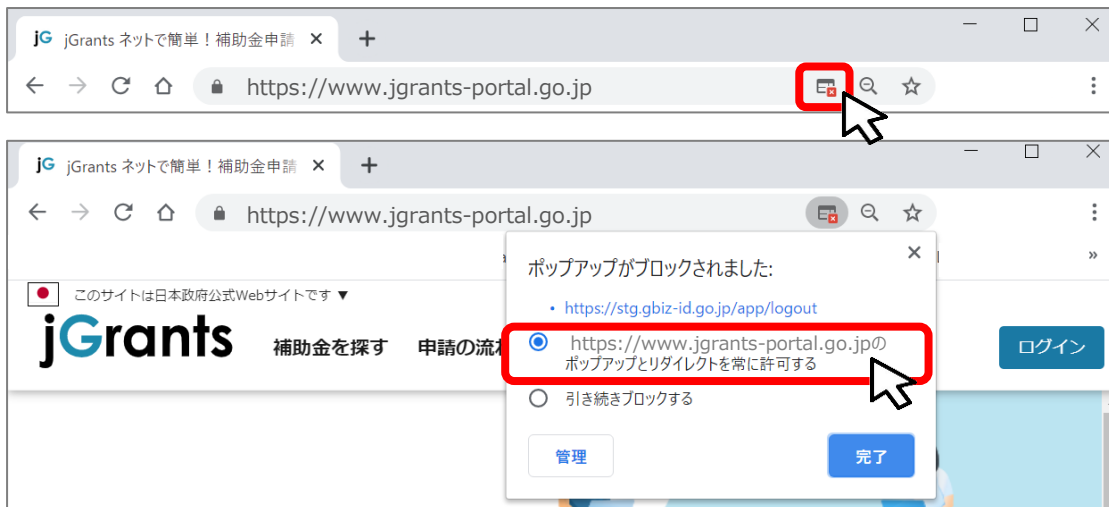 jG jGrants ネットで簡単！補助金申請
https://www.jgrants-portal.go.jp
jG jGrants ネットで簡単！補助金申請
https://www.jgrants-portal.go.jp
ポップアップがブロックされました:
• https://stg.gbiz-id.go.jp/app/logout
https://www.jgrants-portal.go.jpの
ポップアップとリダイレクトを常に許可する
引き続きブロックする
管理
完了
このサイトは日本政府公式Webサイトです ▼
jGrants
補助金を探す
申請の流れ
ログイン